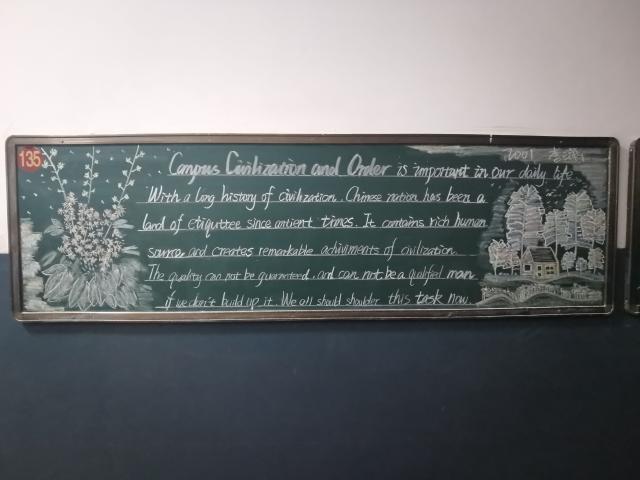 135
2001
Campus Civilization and Order is important in our daily life
With a long history of civilization. Chinese nation has been a
land of etiquttee since antient times. It contains rich human
source and creates remarkable achivments of civilization.
The quality can not be guaranteed, and can not be a qualified man
if we don't build up it. We all should shoulder this task now.